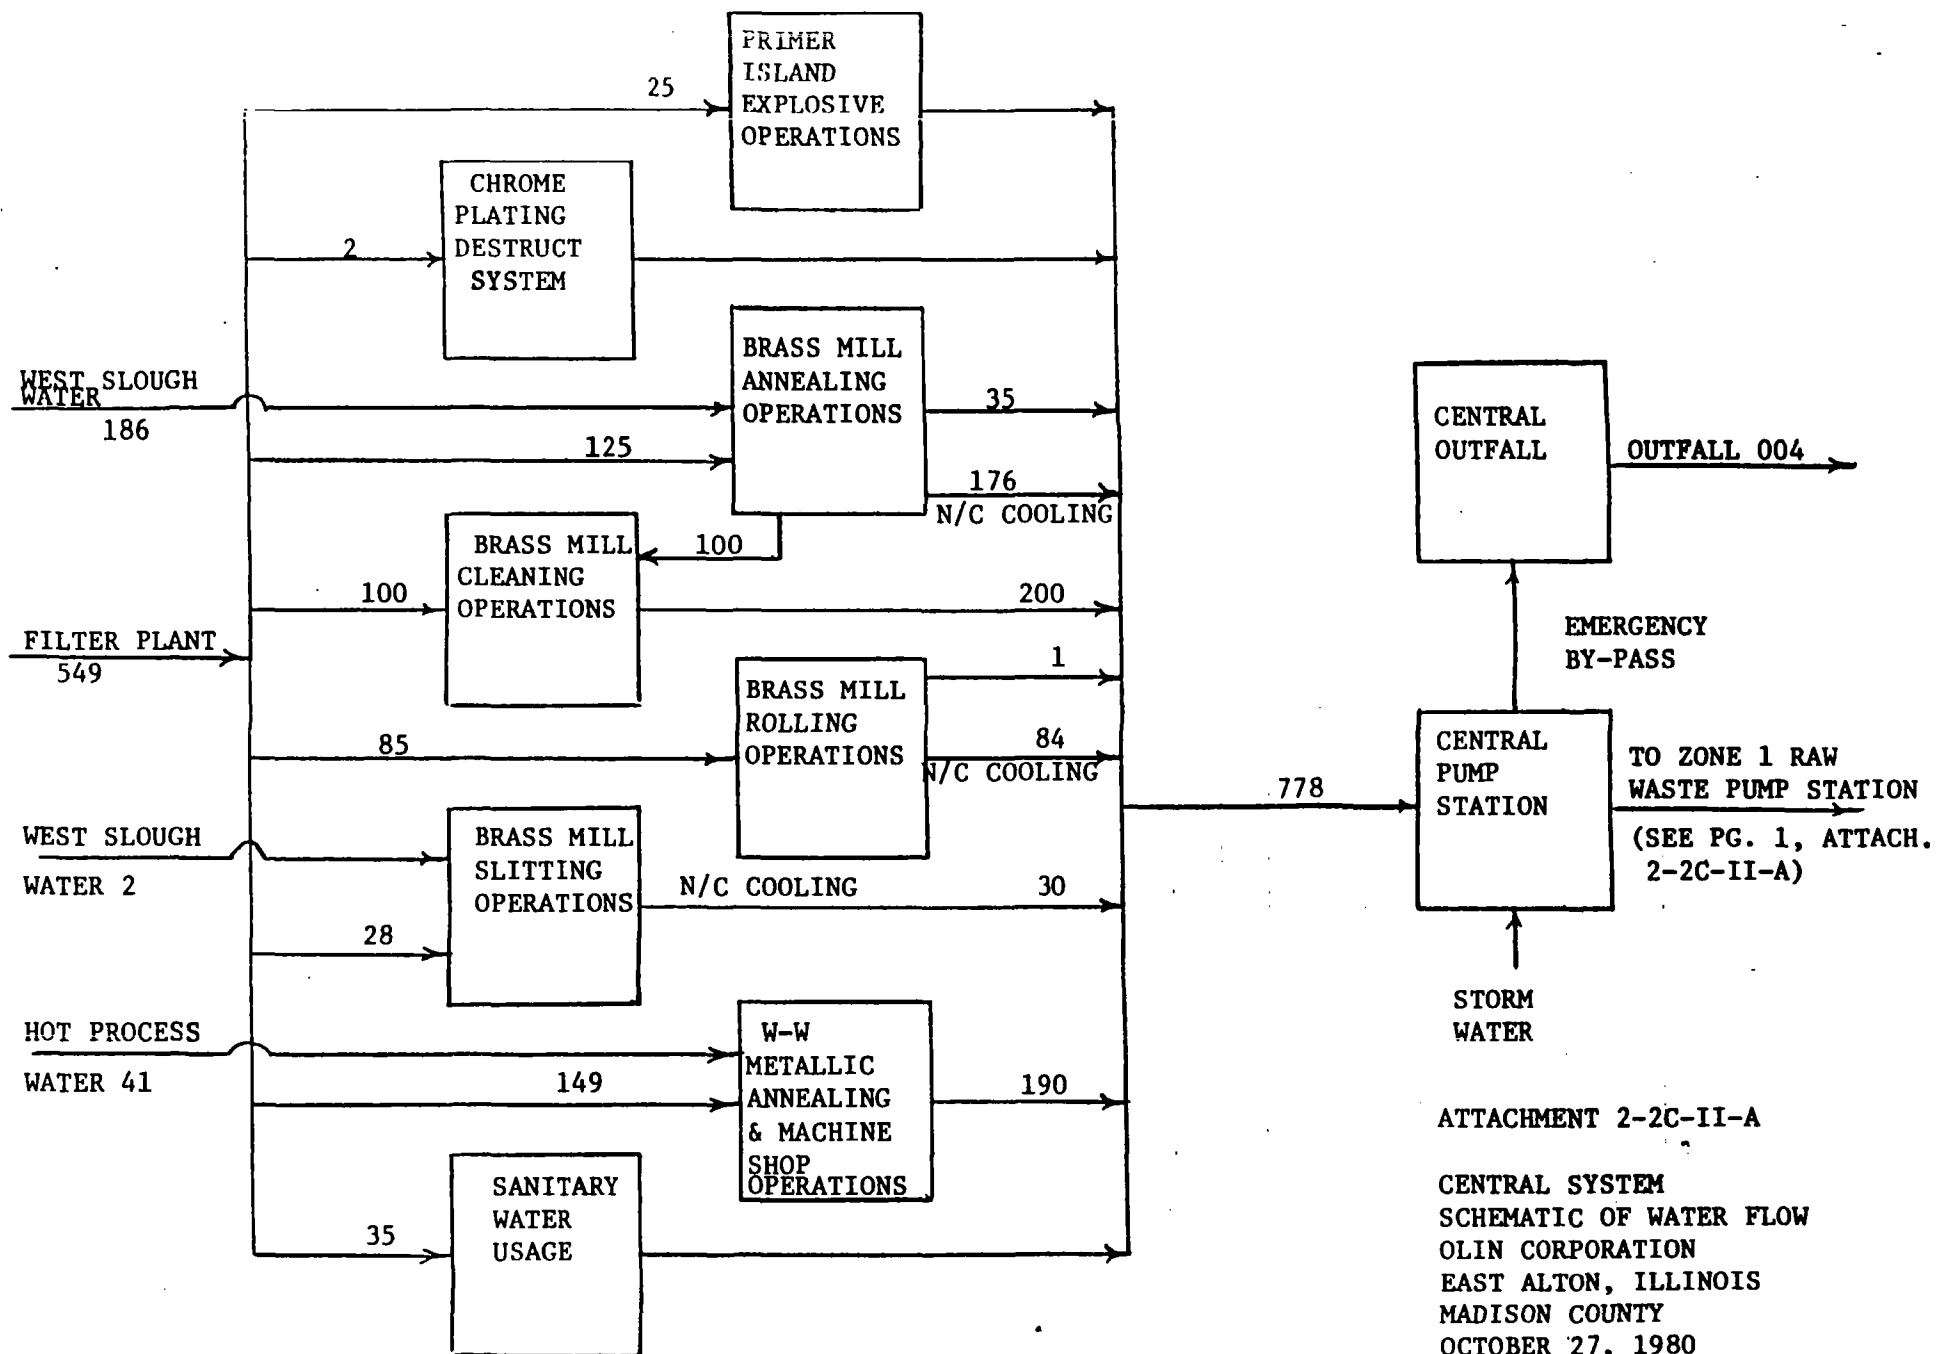 PRIMER
ISLAND
EXPLOSIVE
OPERATIONS
25
CHROME
PLATING
DESTRUCT
SYSTEM
2
BRASS MILL
ANNEALING
OPERATIONS
WEST SLOUGH
WATER
186
125
35
176
N/C COOLING
100
BRASS MILL
CLEANING
OPERATIONS
100
200
FILTER PLANT
549
1
BRASS MILL
ROLLING
OPERATIONS
85
84
N/C COOLING
WEST SLOUGH
WATER 2
BRASS MILL
SLITTING
OPERATIONS
N/C COOLING
30
28
HOT PROCESS
WATER 41
W-W
METALLIC
ANNEALING
& MACHINE
SHOP
OPERATIONS
149
190
SANITARY
WATER
USAGE
35
778
CENTRAL
OUTFALL
OUTFALL 004
EMERGENCY
BY-PASS
CENTRAL
PUMP
STATION
TO ZONE 1 RAW
WASTE PUMP STATION
(SEE PG. 1, ATTACH.
2-2C-II-A)
STORM
WATER
ATTACHMENT 2-2C-II-A
CENTRAL SYSTEM
SCHEMATIC OF WATER FLOW
OLIN CORPORATION
EAST ALTON, ILLINOIS
MADISON COUNTY
OCTOBER 27, 1980